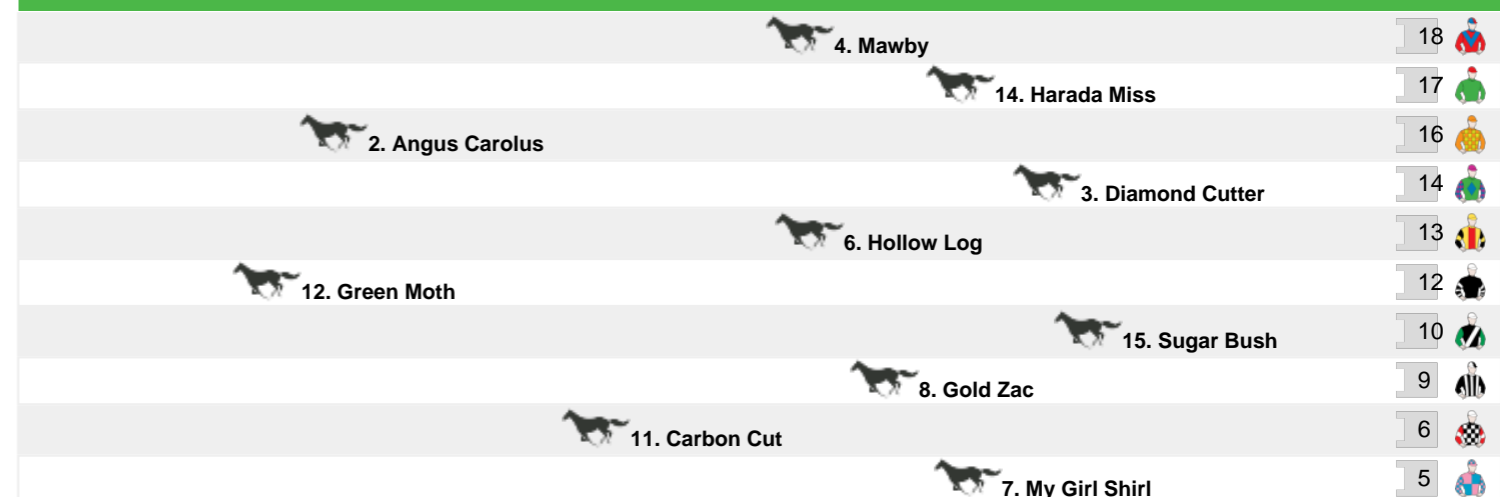 4. Mawby 18
14. Harada Miss 17
2. Angus Carolus 16
3. Diamond Cutter 14
6. Hollow Log 13
12. Green Moth 12
15. Sugar Bush 10
8. Gold Zac 9
11. Carbon Cut 6
7. My Girl Shirl 5